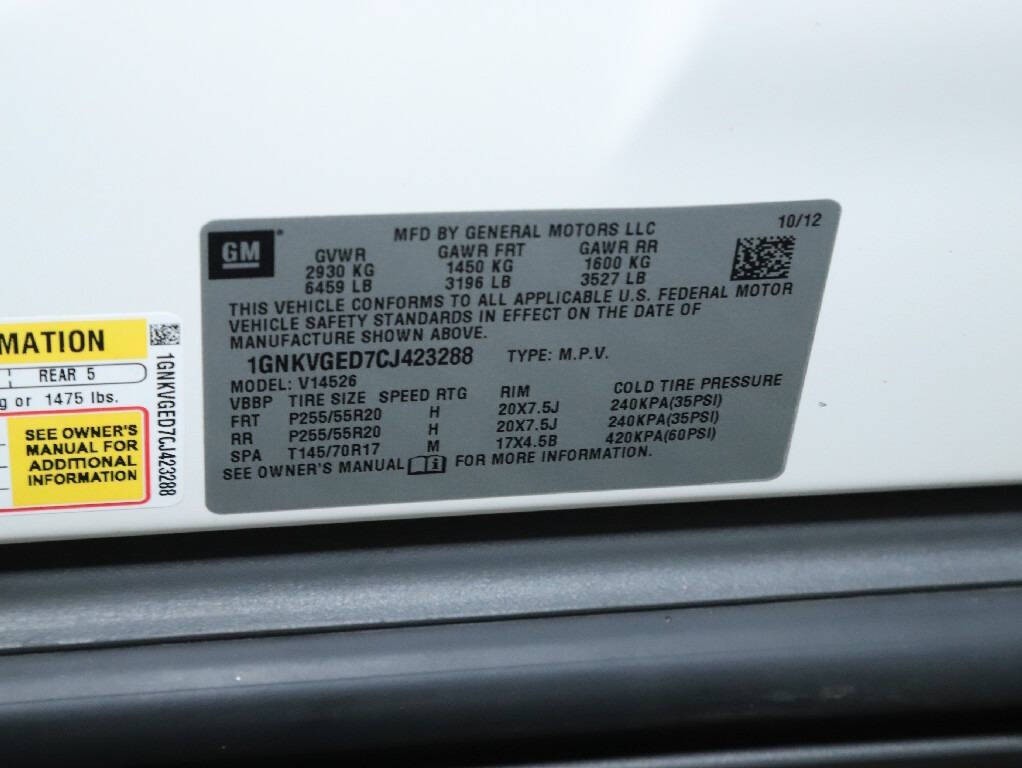 GM
MFD BY GENERAL MOTORS LLC
10/12
GVWR GAWR FRT GAWR RR
2930 KG 1450 KG 1600 KG
6459 LB 3196 LB 3527 LB
THIS VEHICLE CONFORMS TO ALL APPLICABLE U.S. FEDERAL MOTOR
VEHICLE SAFETY STANDARDS IN EFFECT ON THE DATE OF
MANUFACTURE SHOWN ABOVE.
1GNKVGED7CJ423288 TYPE: M.P.V.
MODEL: V14526
VBBP TIRE SIZE SPEED RTG RIM COLD TIRE PRESSURE
FRT P255/55R20 H 20X7.5J 240KPA(35PSI)
RR P255/55R20 H 20X7.5J 240KPA(35PSI)
SPA T145/70R17 M 17X4.5B 420KPA(60PSI)
SEE OWNER'S MANUAL FOR MORE INFORMATION.
MATION
REAR 5
g or 1475 lbs.
SEE OWNER'S
MANUAL FOR
ADDITIONAL
INFORMATION
1GNKVGED7CJ423288